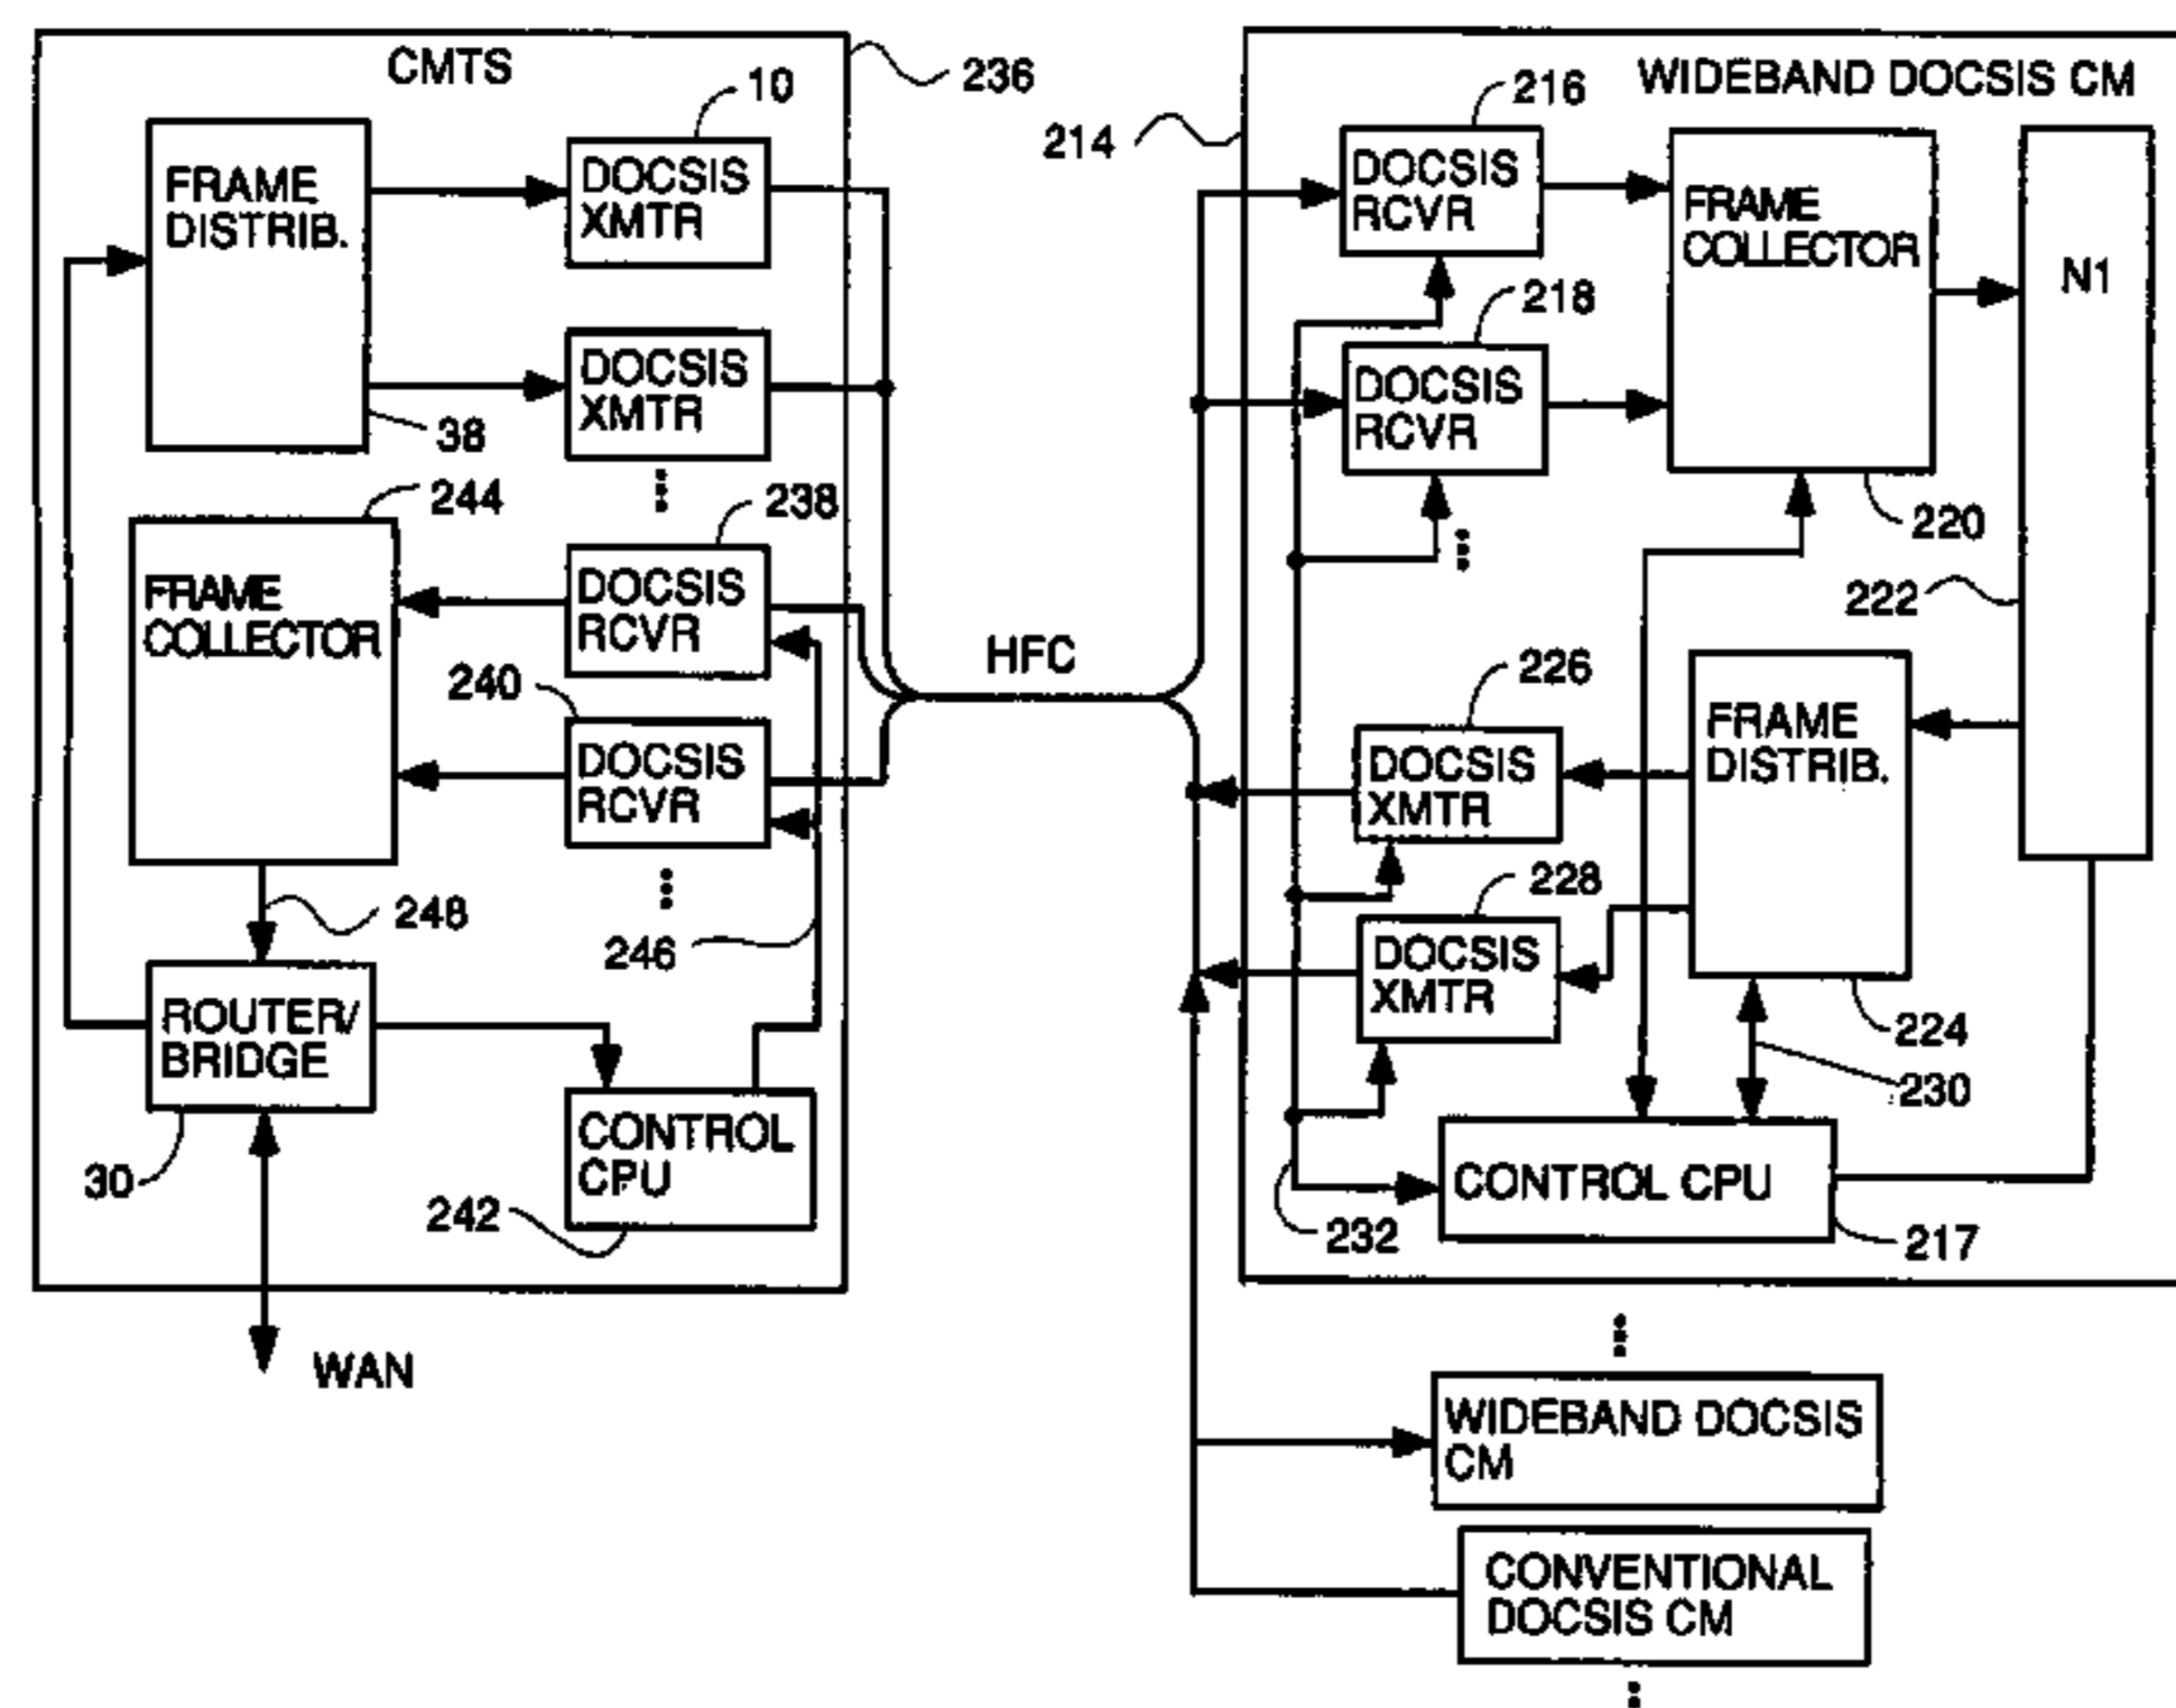 CMTS
236
10
FRAME
DISTRIB.
DOCSIS
XMTR
DOCSIS
XMTR
38
244
238
FRAME
COLLECTOR
DOCSIS
RCVR
240
DOCSIS
RCVR
248
246
ROUTER/
BRIDGE
30
CONTROL
CPU
242
WAN
HFC
WIDEBAND DOCSIS CM
214
216
DOCSIS
RCVR
FRAME
COLLECTOR
N1
218
DOCSIS
RCVR
220
222
226
FRAME
DISTRIB.
DOCSIS
XMTR
228
DOCSIS
XMTR
224
230
CONTROL CPU
232
217
WIDEBAND DOCSIS
CM
CONVENTIONAL
DOCSIS CM